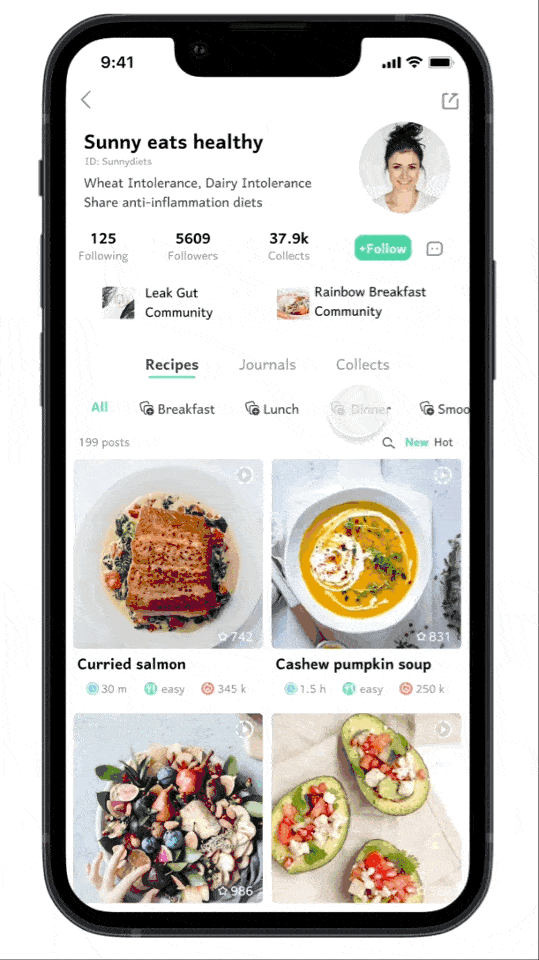 9:41
Sunny eats healthy
ID: Sunnydiets
Wheat Intolerance, Dairy Intolerance
Share anti-inflammation diets
125 5609 37.9k +Follow
Following Followers Collects
Leak Gut Community
Rainbow Breakfast Community
Recipes Journals Collects
All Breakfast Lunch Dinner Smoo
199 posts New Hot
742 831
Curried salmon Cashew pumpkin soup
30 m easy 345 k 1.5 h easy 250 k
986